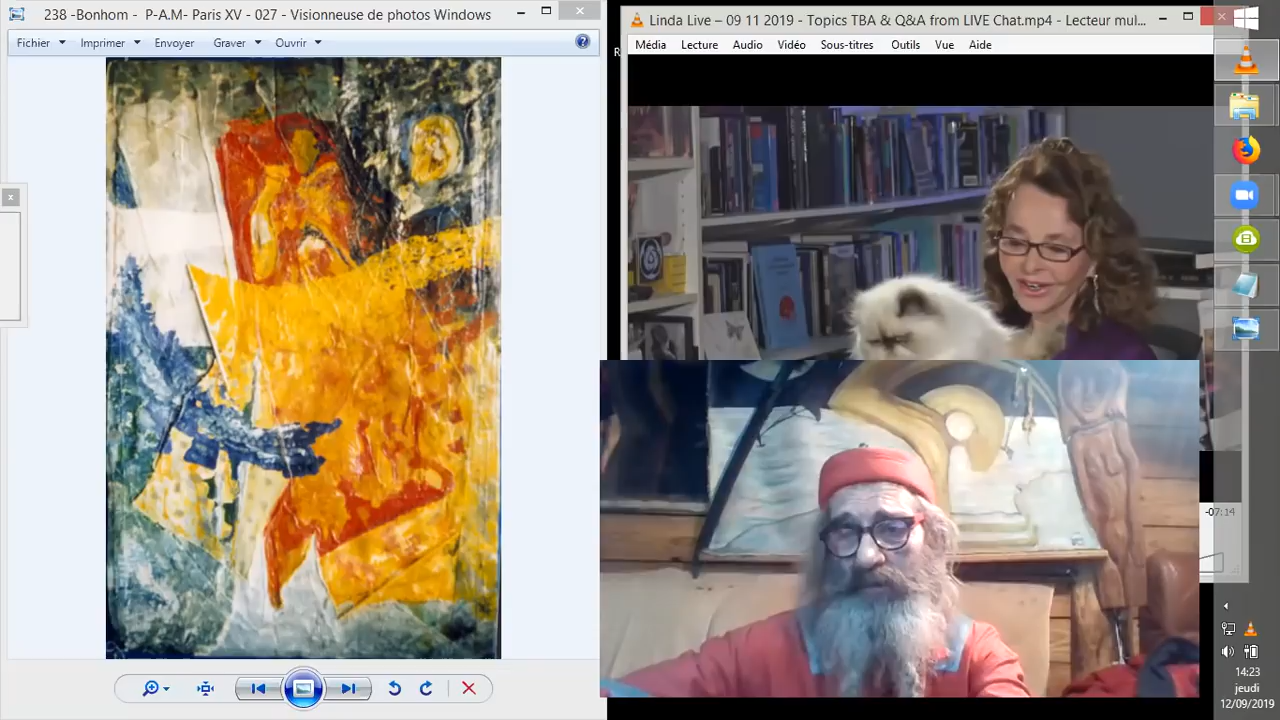 238 -Bonhom - P-A.M- Paris XV - 027 - Visionneuse de photos Windows
Fichier Imprimer Envoyer Graver Ouvrir
Linda Live – 09 11 2019 - Topics TBA & Q&A from LIVE Chat.mp4 - Lecteur mul...
Média Lecture Audio Vidéo Sous-titres Outils Vue Aide
R
-07:14
14:23
jeudi
12/09/2019